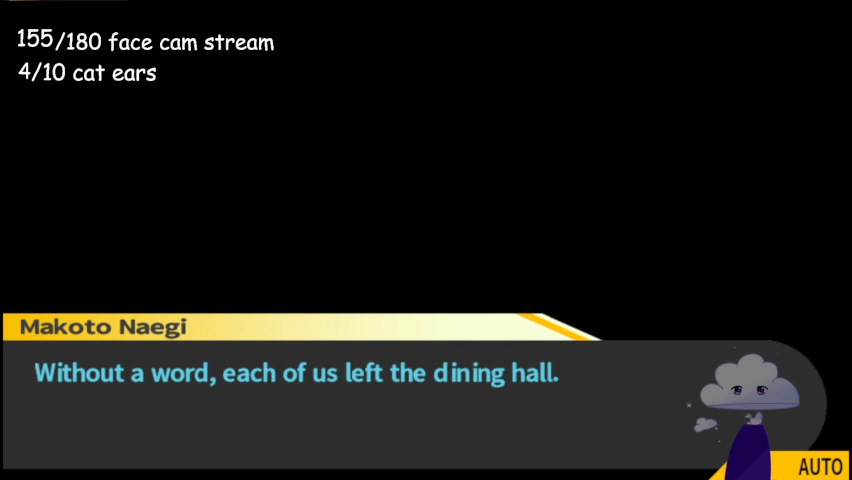 155/180 face cam stream
4/10 cat ears
Makoto Naegi
Without a word, each of us left the dining hall.
AUTO